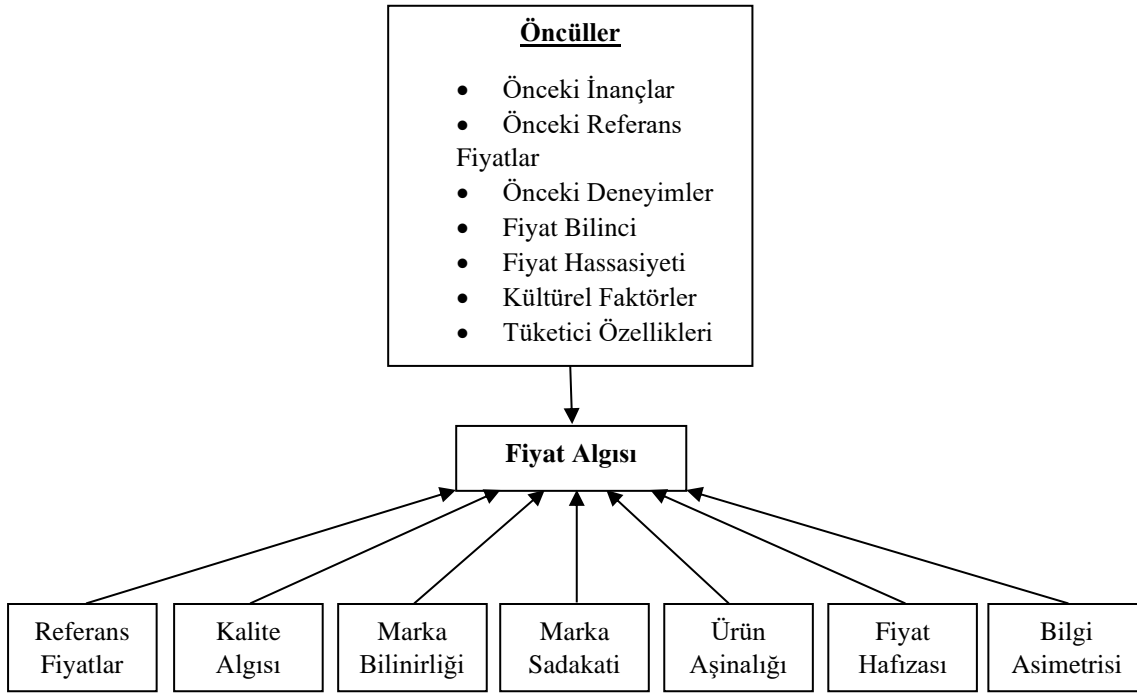 Öncüller
• Önceki İnançlar
• Önceki Referans
Fiyatlar
• Önceki Deneyimler
• Fiyat Bilinci
• Fiyat Hassasiyeti
• Kültürel Faktörler
• Tüketici Özellikleri
Fiyat Algısı
Referans
Fiyatlar
Kalite
Algısı
Marka
Bilinirliği
Marka
Sadakati
Ürün
Aşinalığı
Fiyat
Hafızası
Bilgi
Asimetrisi